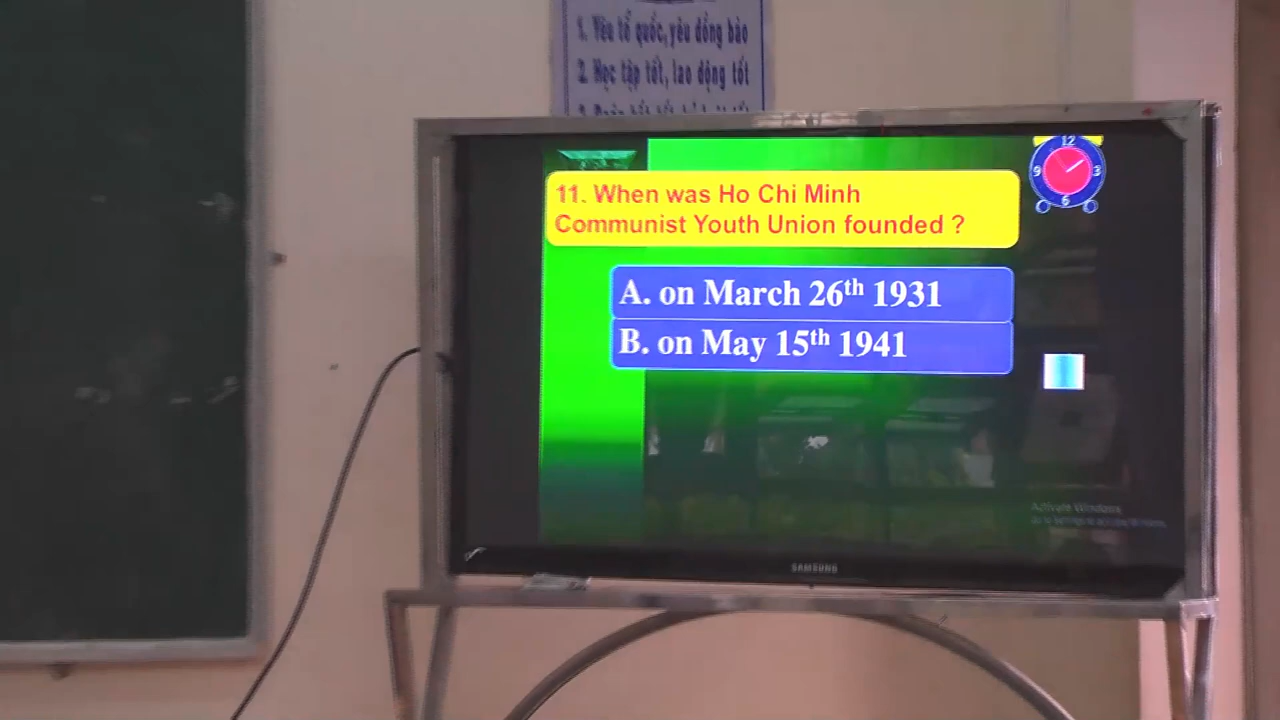 1. Yêu tổ quốc, yêu đồng bào
2. Học tập tốt, lao động tốt
12
9 3
6
11. When was Ho Chi Minh
Communist Youth Union founded ?
A. on March 26th 1931
B. on May 15th 1941
Activate Windows
SAMSUNG